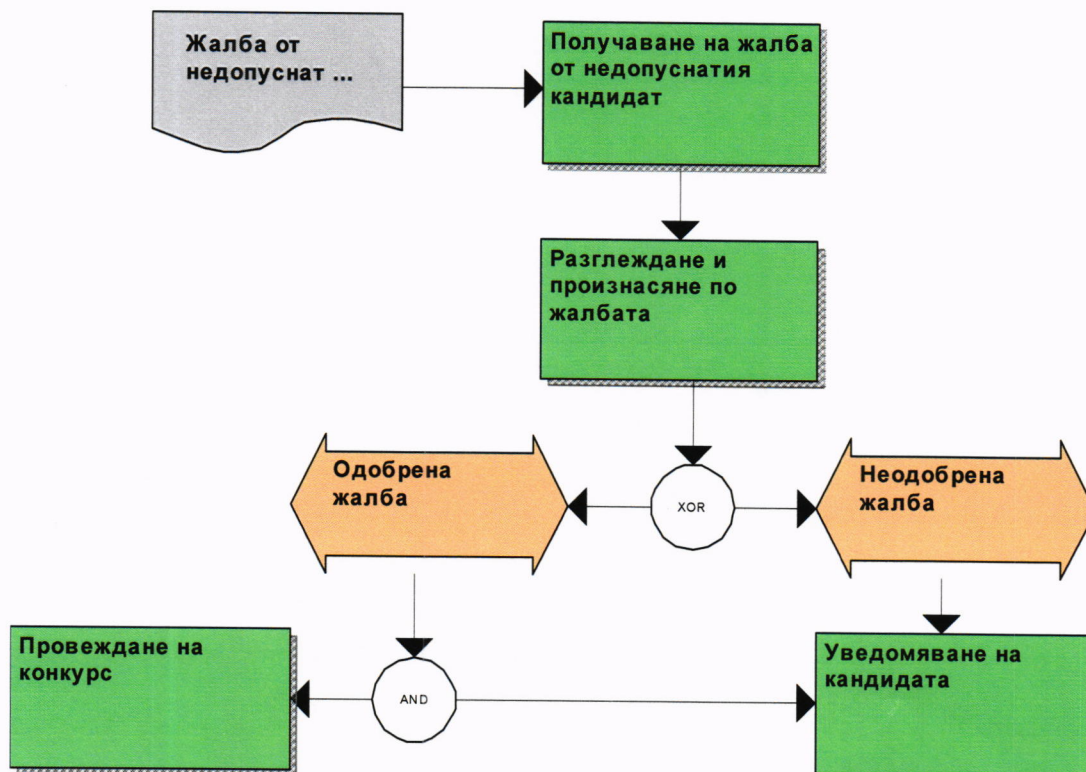 Жалба от
недопуснат ...
Получаване на жалба
от недопуснатия
кандидат
Разглеждане и
произнасяне по
жалбата
Одобрена
жалба
XOR
Неодобрена
жалба
Провеждане на
конкурс
AND
Уведомяване на
кандидата